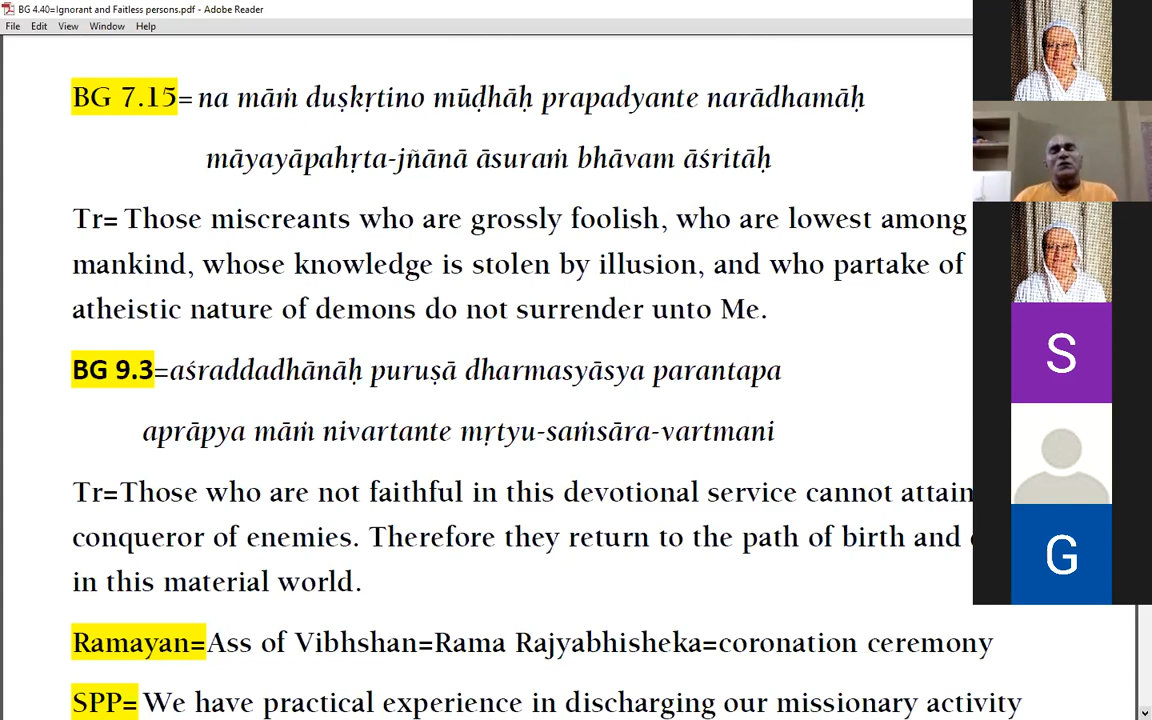 BG 4.40=Ignorant and Faitless persons.pdf - Adobe Reader
File Edit View Window Help
BG 7.15= na māṁ duṣkṛtino mūḍhāḥ prapadyante narādhamāḥ
māyayāpahṛta-jñānā āsuraṁ bhāvam āśritāḥ
Tr= Those miscreants who are grossly foolish, who are lowest among
mankind, whose knowledge is stolen by illusion, and who partake of
atheistic nature of demons do not surrender unto Me.
BG 9.3=aśraddadhānāḥ puruṣā dharmasyāsya parantapa
aprāpya māṁ nivartante mṛtyu-saṁsāra-vartmani
Tr=Those who are not faithful in this devotional service cannot attain
conqueror of enemies. Therefore they return to the path of birth and
in this material world.
Ramayan=Ass of Vibhshan=Rama Rajyabhisheka=coronation ceremony
SPP= We have practical experience in discharging our missionary activity
S
G